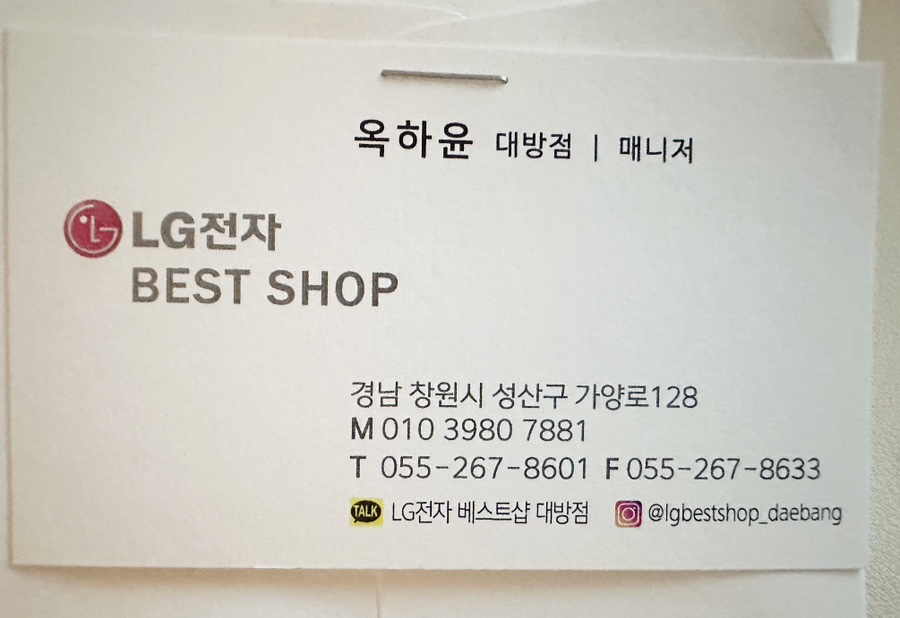 옥하윤 대방점 | 매니저
LG전자
BEST SHOP
경남 창원시 성산구 가양로128
M 010 3980 7881
T 055-267-8601 F 055-267-8633
TALK LG전자 베스트샵 대방점 @lgbestshop_daebang